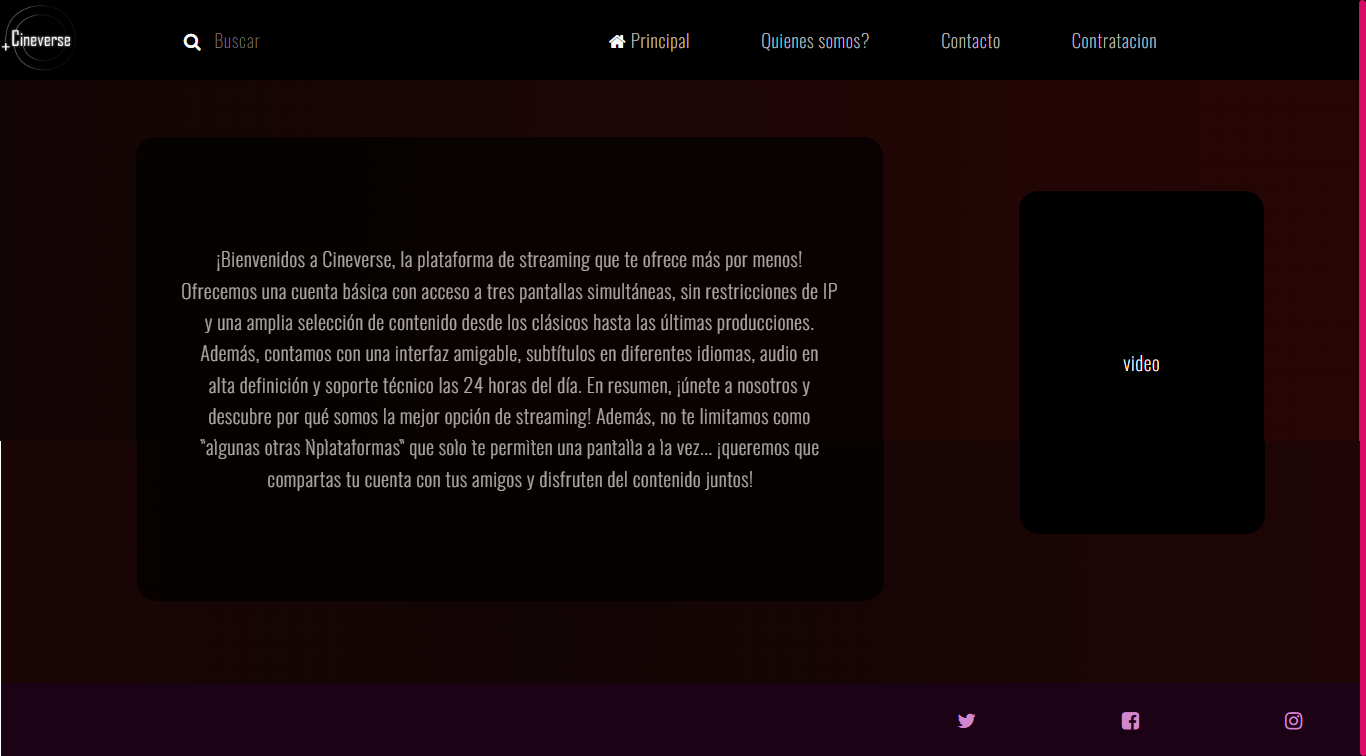 +Cineverse
Buscar
Principal
Quienes somos?
Contacto
Contratacion
¡Bienvenidos a Cineverse, la plataforma de streaming que te ofrece más por menos!
Ofrecemos una cuenta básica con acceso a tres pantallas simultáneas, sin restricciones de IP
y una amplia selección de contenido desde los clásicos hasta las últimas producciones.
Además, contamos con una interfaz amigable, subtítulos en diferentes idiomas, audio en
alta definición y soporte técnico las 24 horas del día. En resumen, ¡únete a nosotros y
descubre por qué somos la mejor opción de streaming! Además, no te limitamos como
"algunas otras Nplataformas" que solo te permiten una pantalla a la vez... ¡queremos que
compartas tu cuenta con tus amigos y disfruten del contenido juntos!
video